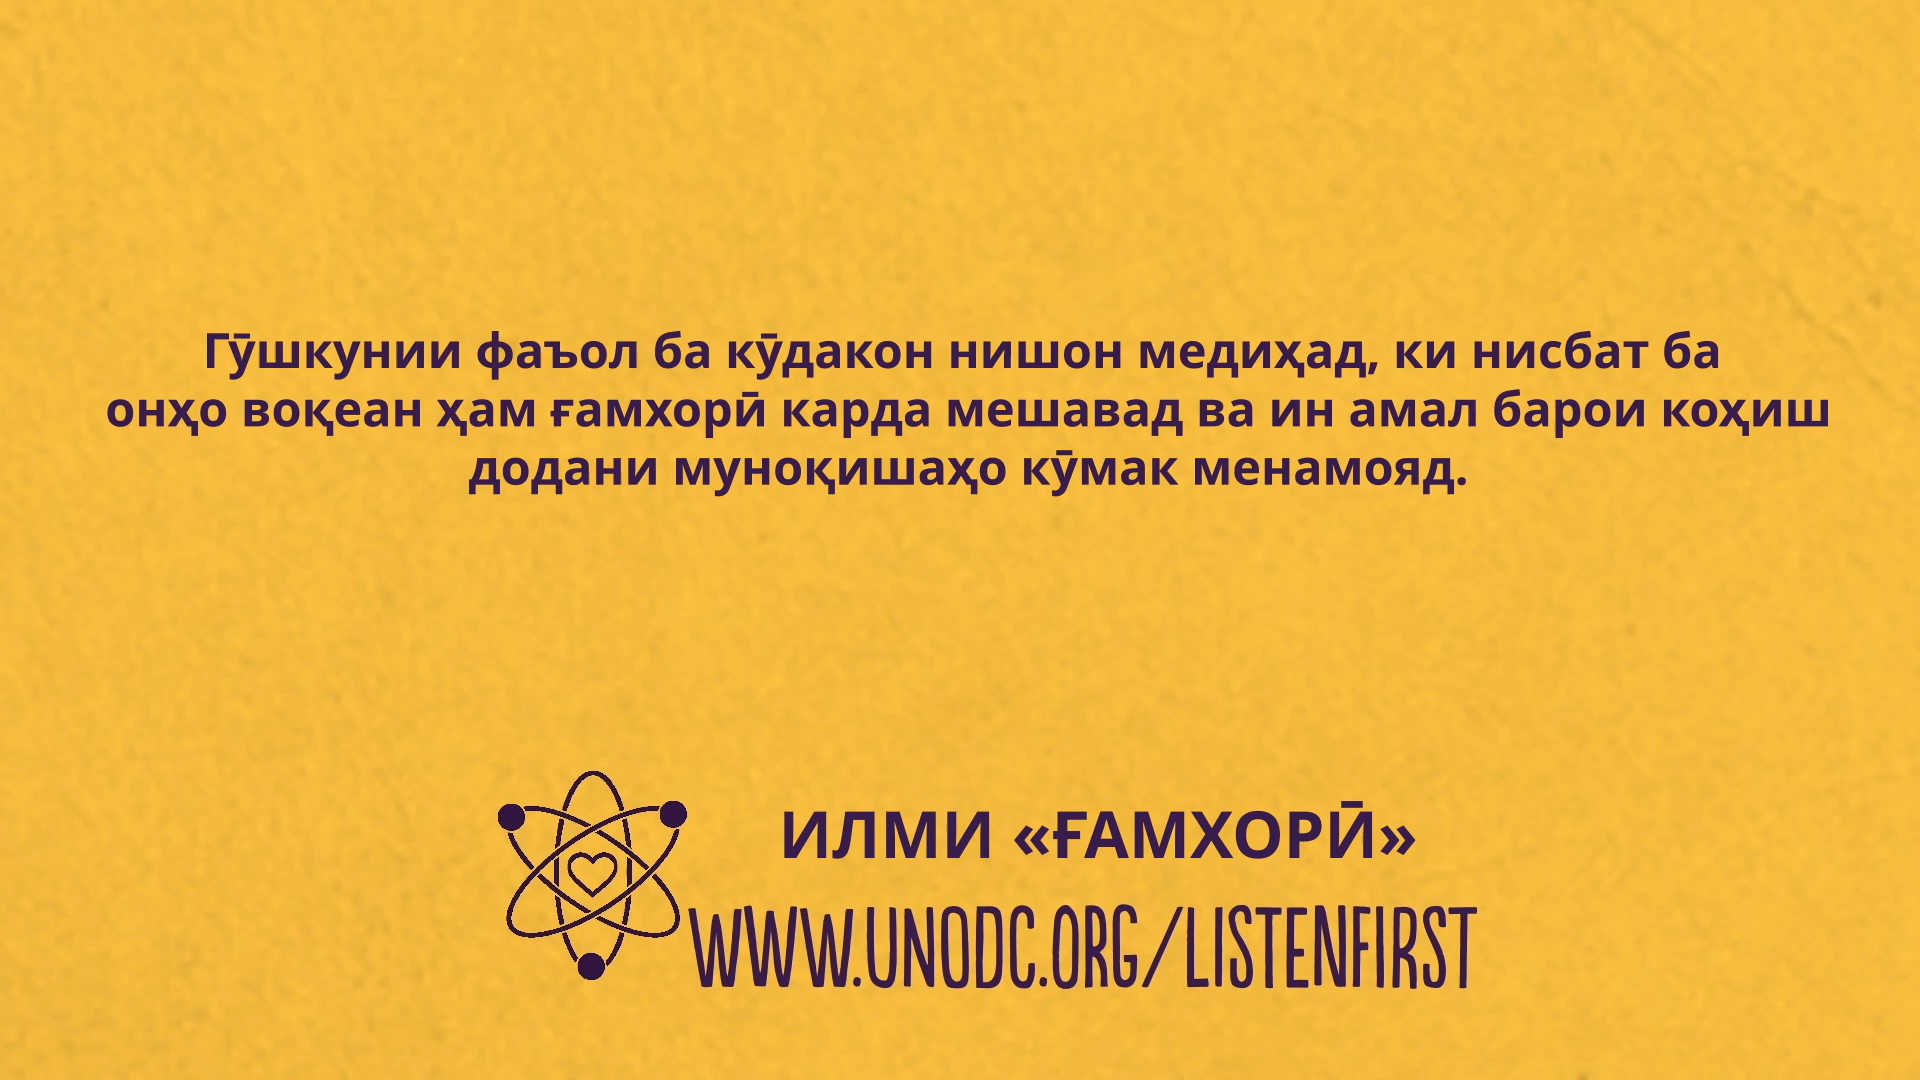 Гӯшкунии фаъол ба кӯдакон нишон медиҳад, ки нисбат ба
онҳо воқеан ҳам ғамхорӣ карда мешавад ва ин амал барои коҳиш
додани муноқишаҳо кӯмак менамояд.
ИЛМИ «ҒАМХОРӢ»
WWW.UNODC.ORG/LISTENFIRST